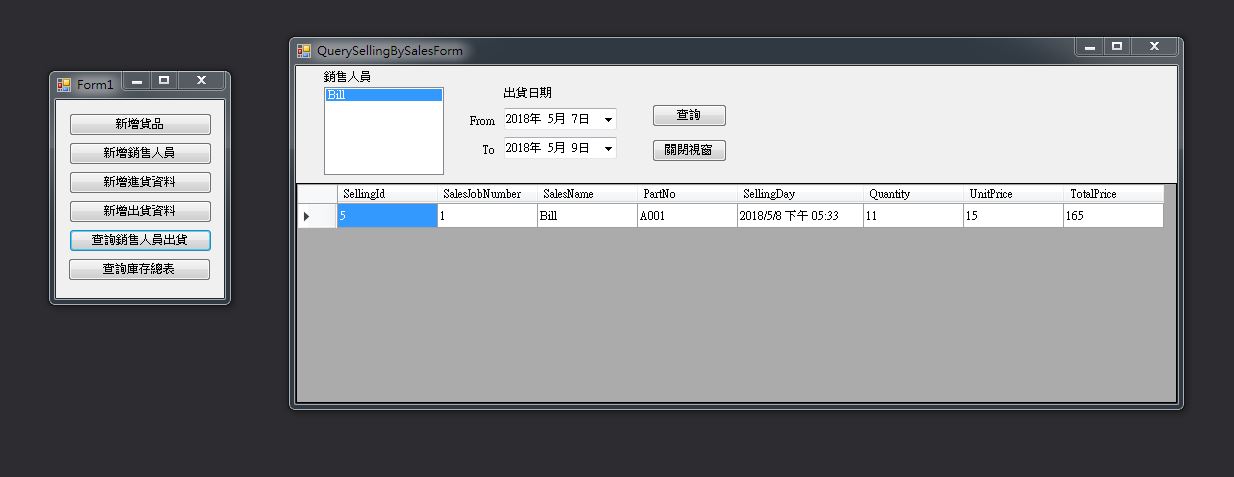 Form1
新增貨品
新增銷售人員
新增進貨資料
新增出貨資料
查詢銷售人員出貨
查詢庫存總表
QuerySellingBySalesForm
銷售人員
Bill
出貨日期
From 2018年 5月 7日
To 2018年 5月 9日
查詢
關閉視窗
SellingId SalesJobNumber SalesName PartNo SellingDay Quantity UnitPrice TotalPrice
5 1 Bill A001 2018/5/8 下午 05:33 11 15 165